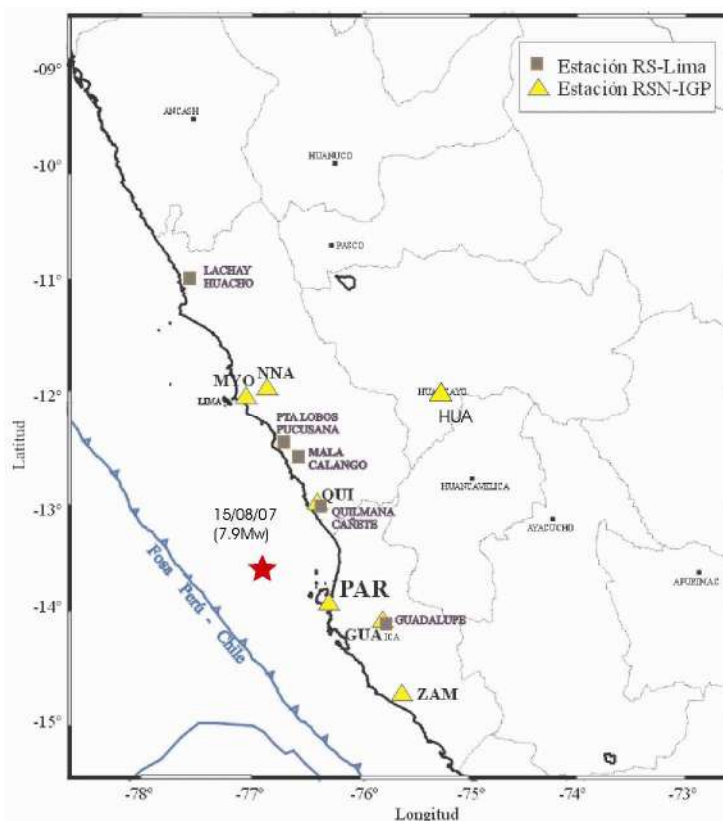 Estación RS-Lima
Estación RSN-IGP
-09°
-10°
-11°
-12°
-13°
-14°
-15°
Latitud
ANCASH
HUANUCO
PASCO
LACHAY
HUACHO
MYO
NNA
LIMA
HUA
PTA LOBOS
PUCUSANA
MALA
CALANGO
HUANCAVELICA
QUI
QUILMANA
CAÑETE
AYACUCHO
15/08/07
(7.9Mw)
Fosa Perú - Chile
PAR
GUADALUPE
GUA
ICA
ZAM
-78°
-77°
-76°
-75°
-74°
-73°
Longitud